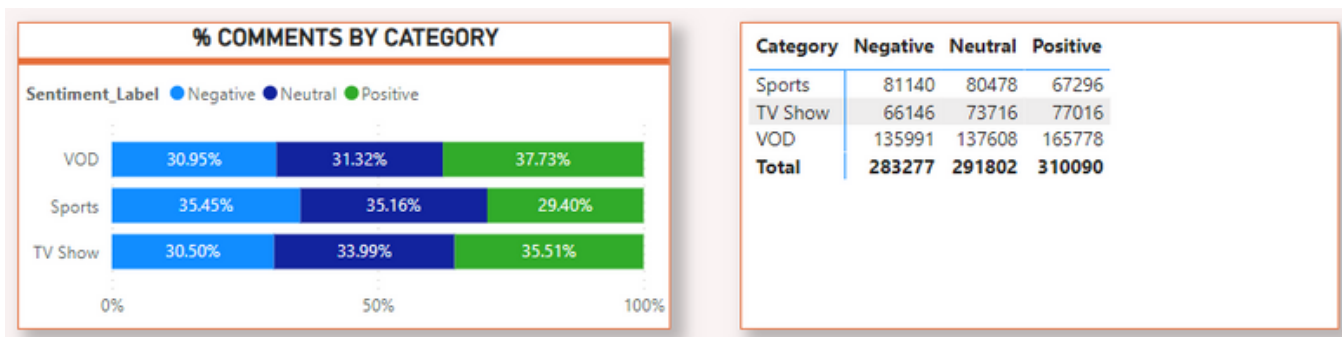 % COMMENTS BY CATEGORY
Sentiment_Label Negative Neutral Positive
VOD 30.95% 31.32% 37.73%
Sports 35.45% 35.16% 29.40%
TV Show 30.50% 33.99% 35.51%
0% 50% 100%
Category Negative Neutral Positive
Sports 81140 80478 67296
TV Show 66146 73716 77016
VOD 135991 137608 165778
Total 283277 291802 310090